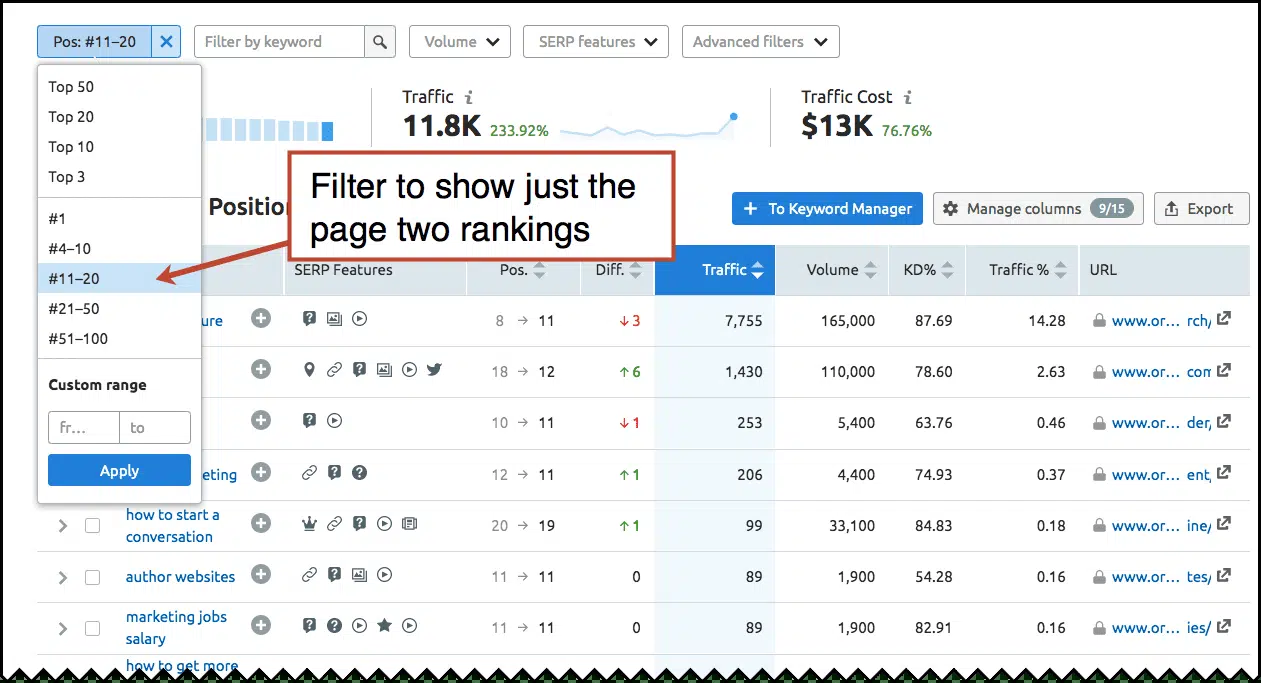 Pos: #11–20
Filter by keyword
Volume
SERP features
Advanced filters
Top 50
Top 20
Top 10
Top 3
#1
#4–10
#11–20
#21–50
#51–100
Custom range
fr... to
Apply
Traffic i
11.8K 233.92%
Traffic Cost i
$13K 76.76%
Filter to show just the
page two rankings
Positio
+ To Keyword Manager
Manage columns 9/15
Export
SERP Features Pos. Diff. Traffic Volume KD% Traffic % URL
ure 8 → 11 ↓3 7,755 165,000 87.69 14.28 www.or... rch/
18 → 12 ↑6 1,430 110,000 78.60 2.63 www.or... com
10 → 11 ↓1 253 5,400 63.76 0.46 www.or... der,
eting 12 → 11 ↑1 206 4,400 74.93 0.37 www.or... ent,
how to start a
conversation 20 → 19 ↑1 99 33,100 84.83 0.18 www.or... ine/
author websites 11 → 11 0 89 1,900 54.28 0.16 www.or... tes/
marketing jobs
salary 11 → 11 0 89 1,900 82.91 0.16 www.or... ies/
how to get more